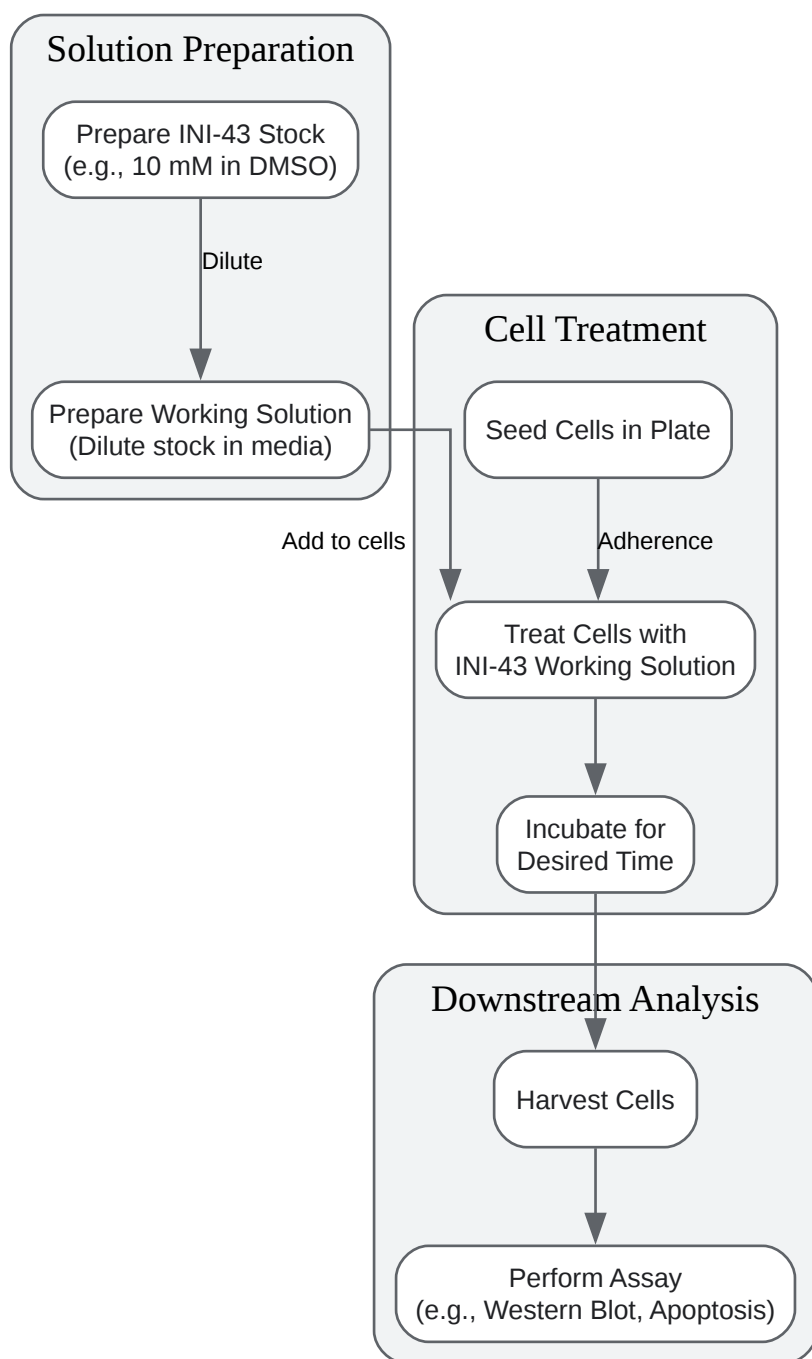 Solution Preparation
Prepare INI-43 Stock
(e.g., 10 mM in DMSO)
Dilute
Prepare Working Solution
(Dilute stock in media)
Add to cells
Cell Treatment
Seed Cells in Plate
Adherence
Treat Cells with
INI-43 Working Solution
Incubate for
Desired Time
Downstream Analysis
Harvest Cells
Perform Assay
(e.g., Western Blot, Apoptosis)